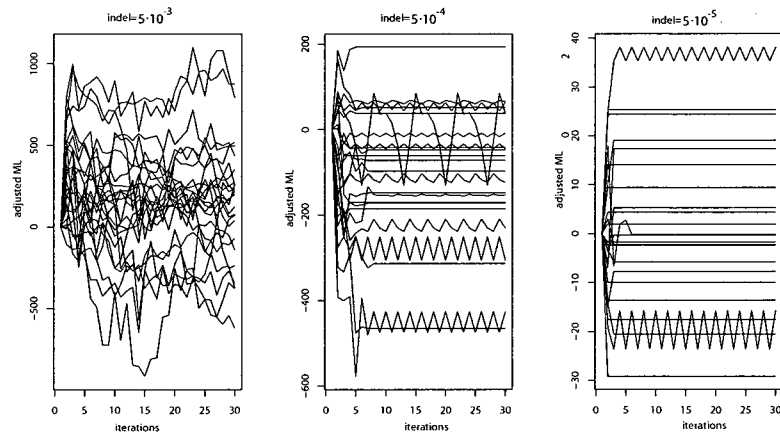 indel=5·10⁻³
adjusted ML
1000
500
0
−500
0 5 10 15 20 25 30
iterations
indel=5·10⁻⁴
adjusted ML
200
0
−200
−400
−600
0 5 10 15 20 25 30
iterations
indel=5·10⁻⁵
adjusted ML
2
0
40
30
20
10
0
−10
−20
−30
0 5 10 15 20 25 30
iterations